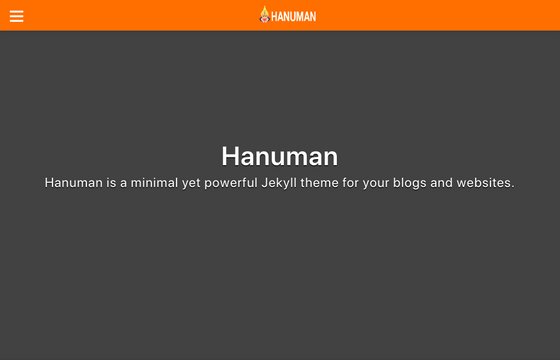 HANUMAN
Hanuman
Hanuman is a minimal yet powerful Jekyll theme for your blogs and websites.